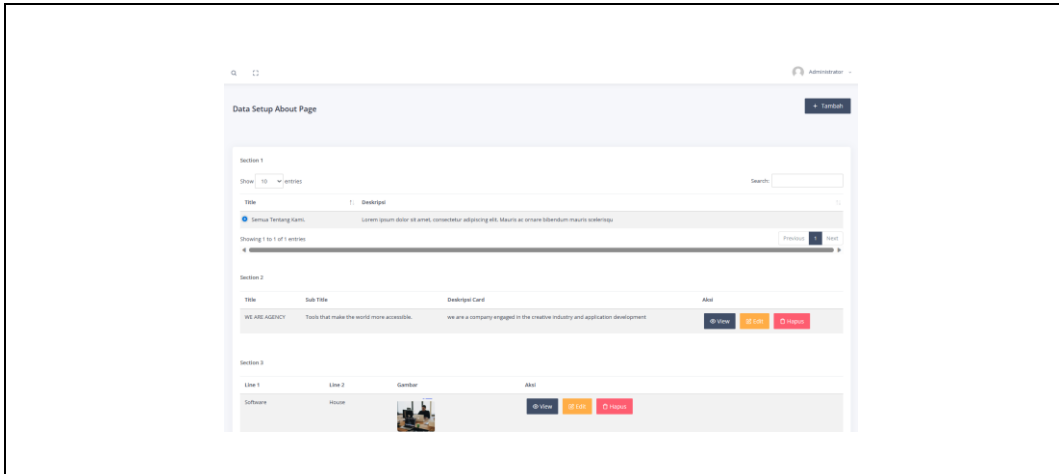 Administrator
Data Setup About Page
+ Tambah
Section 1
Show 10 entries
Search:
Title Deskripsi
Semua Tentang Kami. Lorem ipsum dolor sit amet, consectetur adipiscing elit. Mauris ac ornare bibendum mauris scelerisqu
Showing 1 to 1 of 1 entries
Previous 1 Next
Section 2
Title Sub Title Deskripsi Card Aksi
WE ARE AGENCY Tools that make the world more accessible. we are a company engaged in the creative industry and application development View Edit Hapus
Section 3
Line 1 Line 2 Gambar Aksi
Software House View Edit Hapus